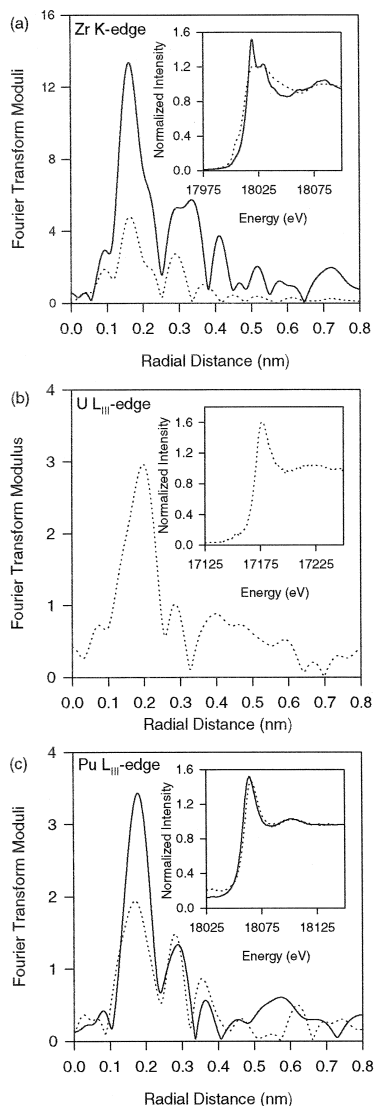 (a)
Zr K-edge
Fourier Transform Moduli
16
12
8
4
0
0.0 0.1 0.2 0.3 0.4 0.5 0.6 0.7 0.8
Radial Distance (nm)
Normalized Intensity
1.6
1.2
0.8
0.4
0.0
17975 18025 18075
Energy (eV)
(b)
U LIII-edge
Fourier Transform Modulus
4
3
2
1
0
0.0 0.1 0.2 0.3 0.4 0.5 0.6 0.7 0.8
Radial Distance (nm)
Normalized Intensity
1.6
1.2
0.8
0.4
0.0
17125 17175 17225
Energy (eV)
(c)
Pu LIII-edge
Fourier Transform Moduli
4
3
2
1
0
0.0 0.1 0.2 0.3 0.4 0.5 0.6 0.7 0.8
Radial Distance (nm)
Normalized Intensity
1.6
1.2
0.8
0.4
0.0
18025 18075 18125
Energy (eV)